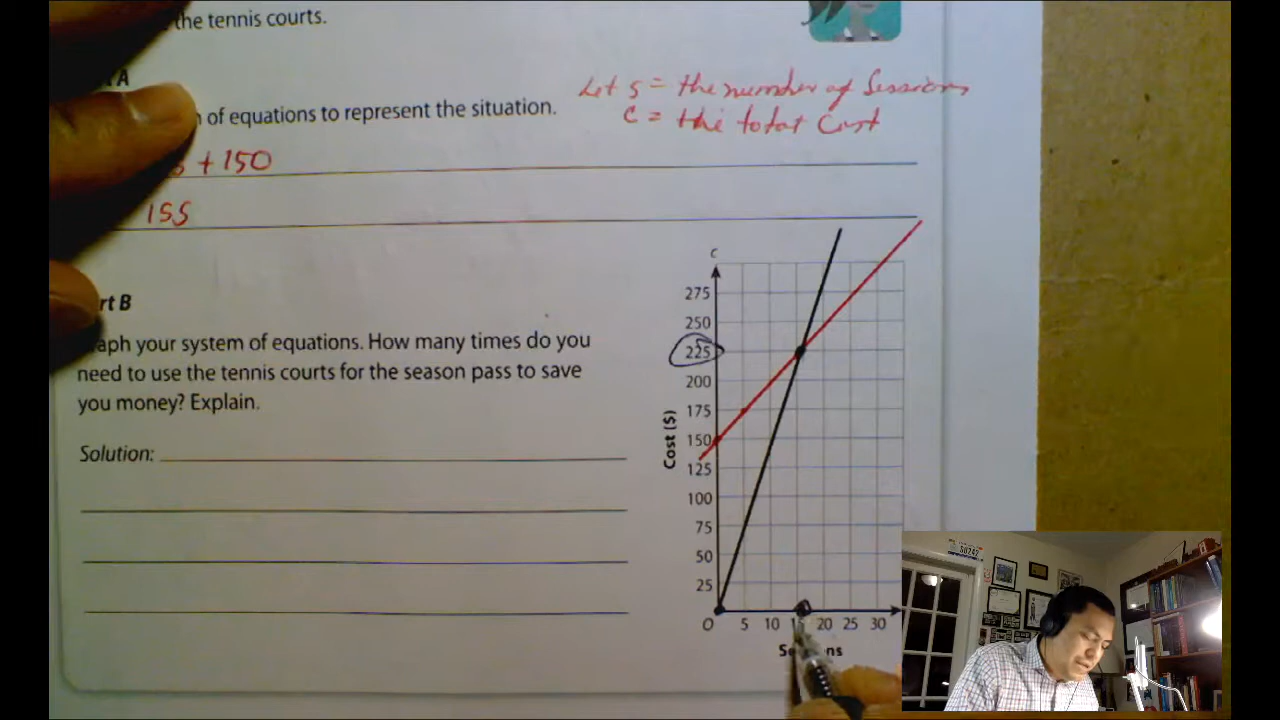 the tennis courts.
A
Let s = the number of Sessions
of equations to represent the situation.
c = the total Cost
+ 150
15s
rt B
aph your system of equations. How many times do you
need to use the tennis courts for the season pass to save
you money? Explain.
Solution:
c
275
250
225
200
175
150
125
100
75
50
25
Cost ($)
O 5 10 15 20 25 30